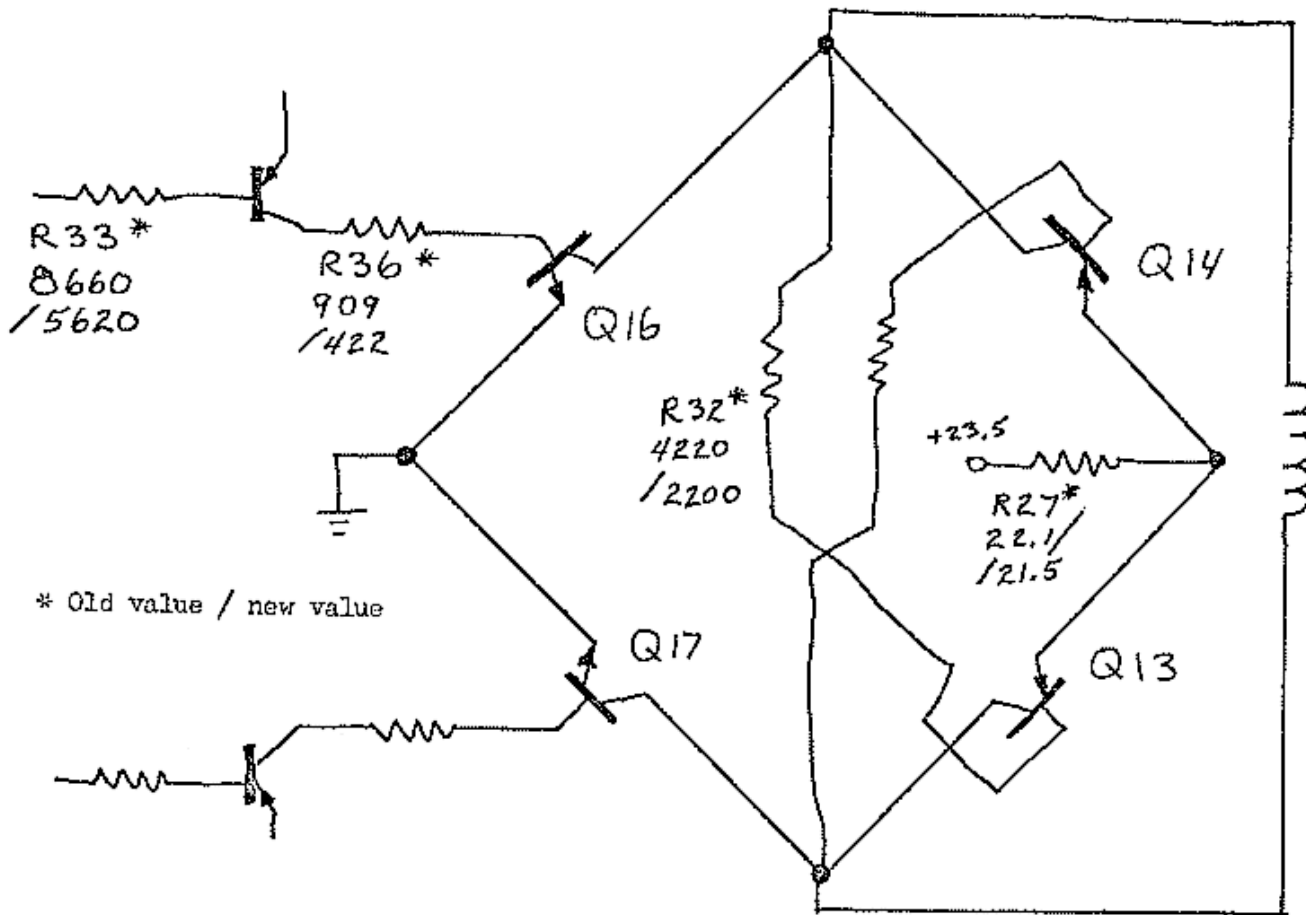 R33*
8660
/5620
R36*
909
/422
Q16
Q14
R32*
4220
/2200
+23.5
R27*
22.1/
/21.5
* Old value / new value
Q17
Q13